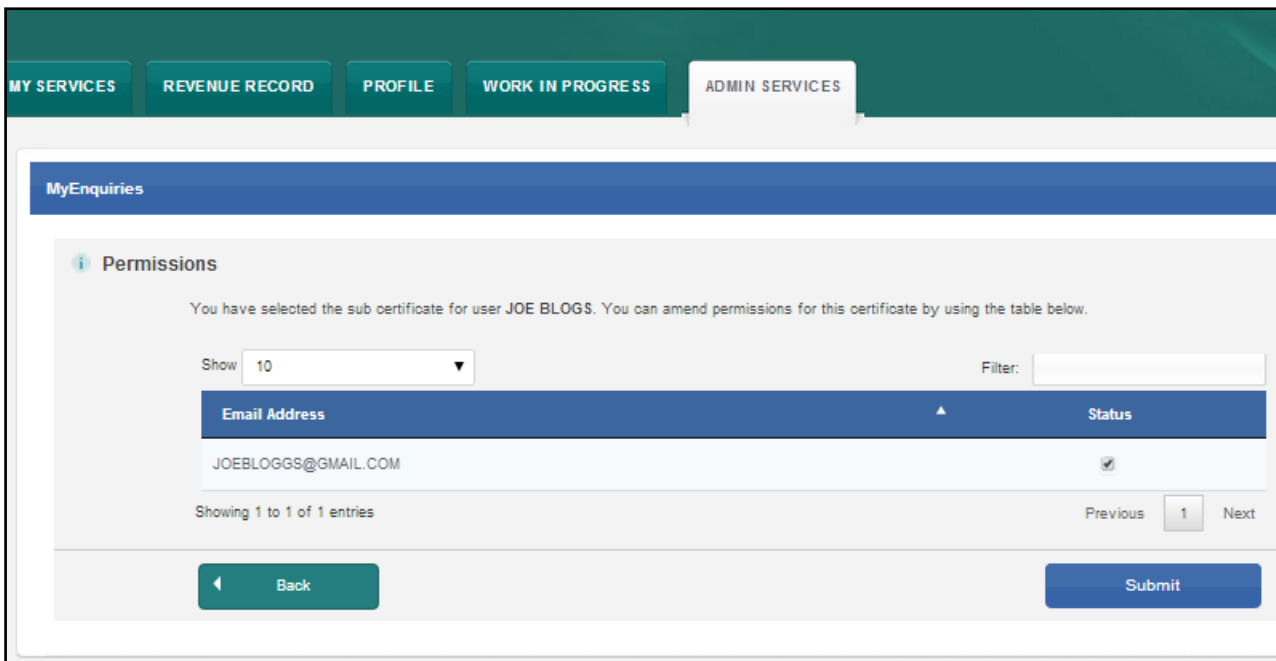 MY SERVICES REVENUE RECORD PROFILE WORK IN PROGRESS ADMIN SERVICES
MyEnquiries
i Permissions
You have selected the sub certificate for user JOE BLOGS. You can amend permissions for this certificate by using the table below.
Show 10 Filter:
Email Address Status
JOEBLOGGS@GMAIL.COM
Showing 1 to 1 of 1 entries Previous 1 Next
Back Submit